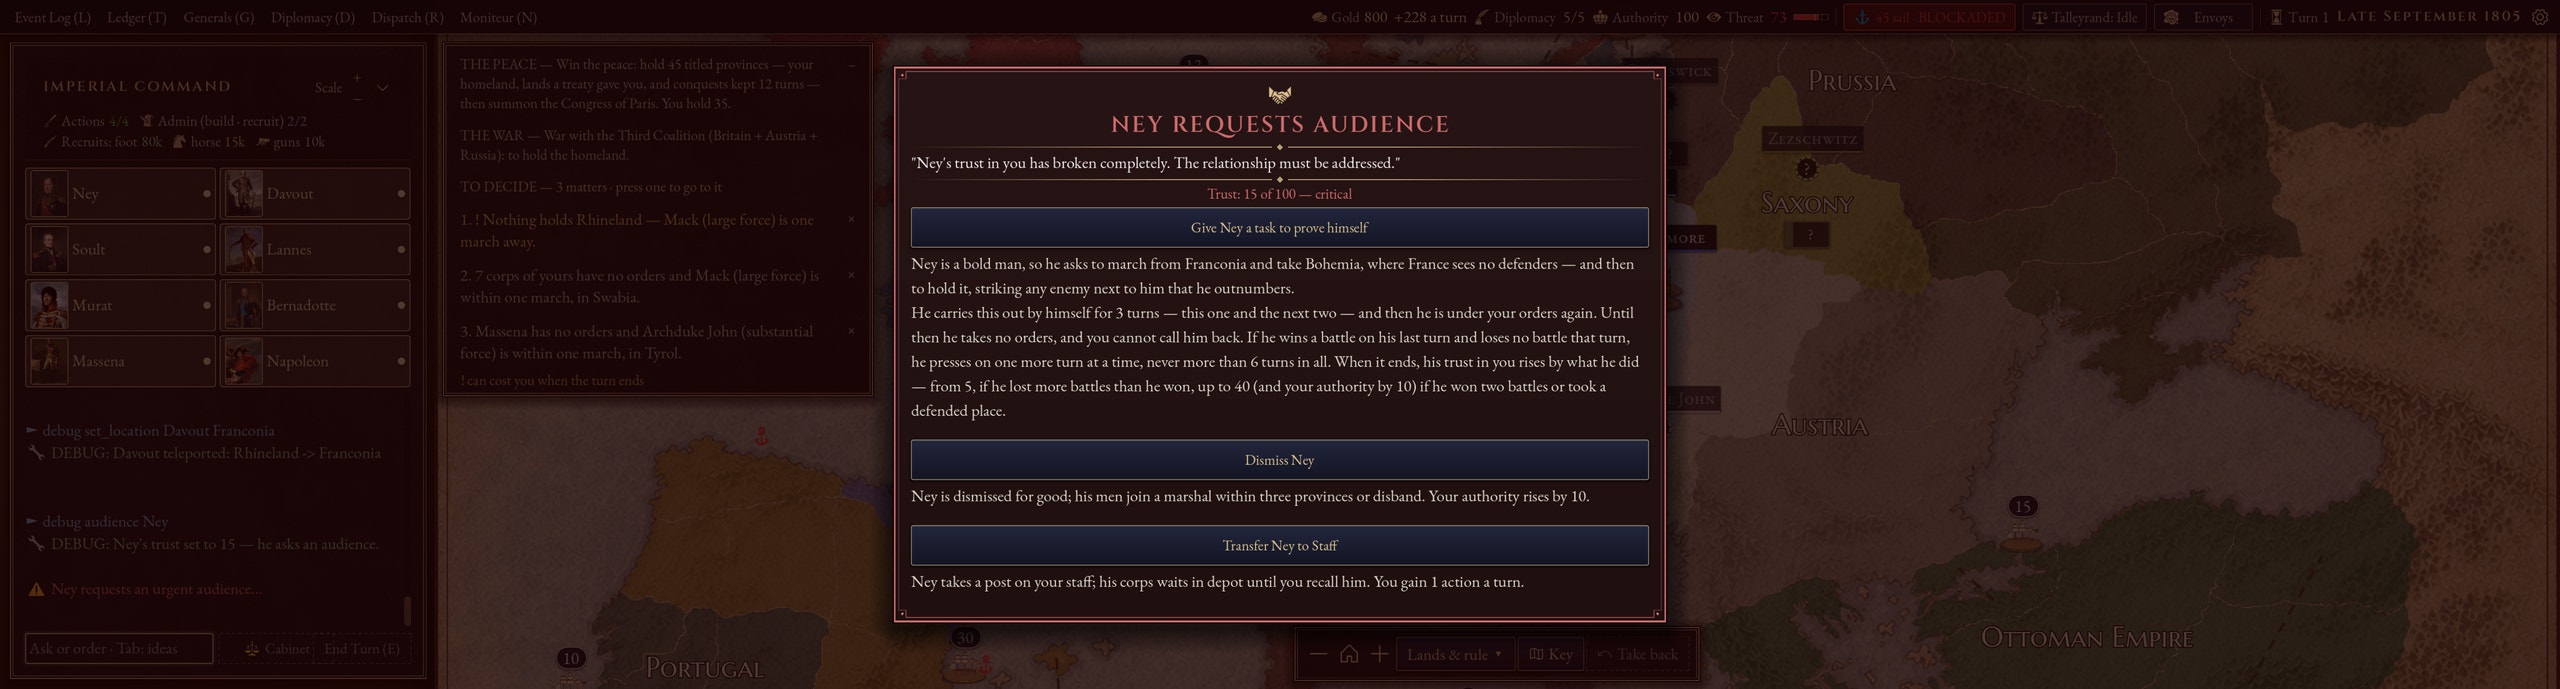 Event Log (L) Ledger (T) Generals (G) Diplomacy (D) Dispatch (R) Moniteur (N)
Gold 800 +228 a turn Diplomacy 5/5 Authority 100 Threat 73
45 sail · BLOCKADED
Talleyrand: Idle
Envoys
Turn 1 LATE SEPTEMBER 1805
IMPERIAL COMMAND
Scale + −
Actions 4/4 Admin (build · recruit) 2/2
Recruits: foot 80k horse 15k guns 10k
Ney
Davout
Soult
Lannes
Murat
Bernadotte
Massena
Napoleon
► debug set_location Davout Franconia
DEBUG: Davout teleported: Rhineland -> Franconia
► debug audience Ney
DEBUG: Ney's trust set to 15 — he asks an audience.
Ney requests an urgent audience...
Ask or order · Tab: ideas
Cabinet
End Turn (E)
THE PEACE — Win the peace: hold 45 titled provinces — your
homeland, lands a treaty gave you, and conquests kept 12 turns —
then summon the Congress of Paris. You hold 35.
THE WAR — War with the Third Coalition (Britain + Austria +
Russia): to hold the homeland.
TO DECIDE — 3 matters · press one to go to it
1. ! Nothing holds Rhineland — Mack (large force) is one
march away.
2. 7 corps of yours have no orders and Mack (large force) is
within one march, in Swabia.
3. Massena has no orders and Archduke John (substantial
force) is within one march, in Tyrol.
! can cost you when the turn ends
NEY REQUESTS AUDIENCE
"Ney's trust in you has broken completely. The relationship must be addressed."
Trust: 15 of 100 — critical
Give Ney a task to prove himself
Ney is a bold man, so he asks to march from Franconia and take Bohemia, where France sees no defenders — and then
to hold it, striking any enemy next to him that he outnumbers.
He carries this out by himself for 3 turns — this one and the next two — and then he is under your orders again. Until
then he takes no orders, and you cannot call him back. If he wins a battle on his last turn and loses no battle that turn,
he presses on one more turn at a time, never more than 6 turns in all. When it ends, his trust in you rises by what he did
— from 5, if he lost more battles than he won, up to 40 (and your authority by 10) if he won two battles or took a
defended place.
Dismiss Ney
Ney is dismissed for good; his men join a marshal within three provinces or disband. Your authority rises by 10.
Transfer Ney to Staff
Ney takes a post on your staff; his corps waits in depot until you recall him. You gain 1 action a turn.
PRUSSIA
ZEZSCHWITZ
?
SAXONY
?
MORE
JOHN
AUSTRIA
15
OTTOMAN EMPIRE
10
PORTUGAL
30
− + Lands & rule ▾ Key Take back